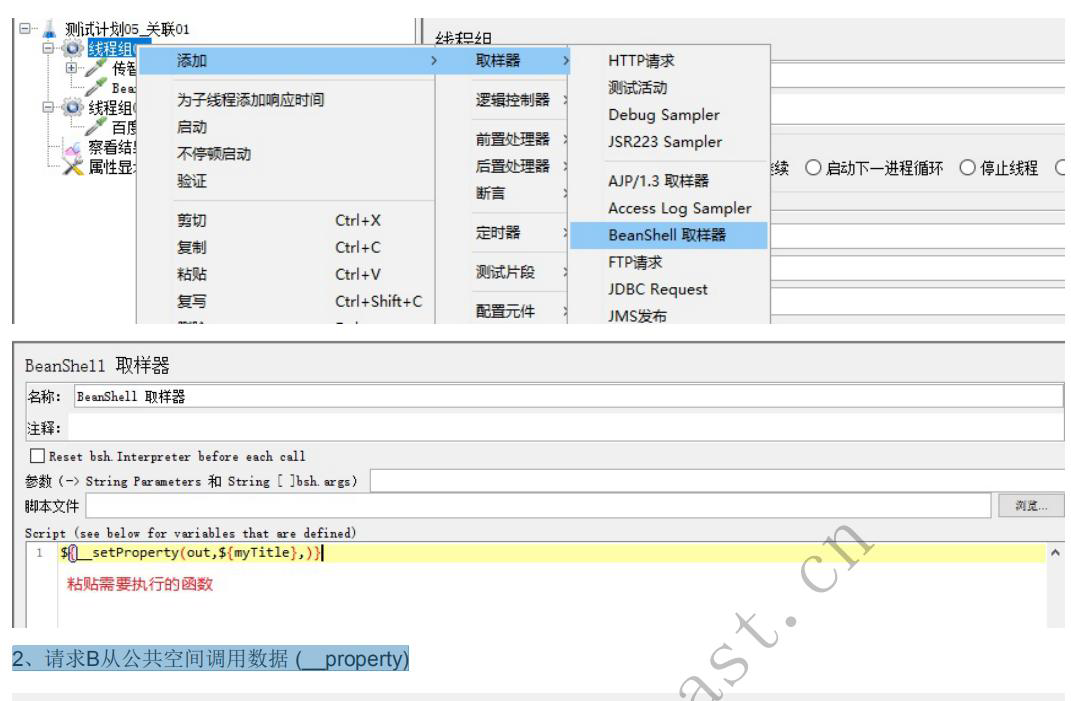 测试计划05_关联01
线程组
线程组
传智
Bea
线程组
百度
察看结
属性显
添加
为子线程添加响应时间
启动
不停顿启动
验证
剪切 Ctrl+X
复制 Ctrl+C
粘贴 Ctrl+V
复写 Ctrl+Shift+C
取样器
逻辑控制器
前置处理器
后置处理器
断言
定时器
测试片段
配置元件
HTTP请求
测试活动
Debug Sampler
JSR223 Sampler
AJP/1.3 取样器
Access Log Sampler
BeanShell 取样器
FTP请求
JDBC Request
JMS发布
续 启动下一进程循环 停止线程
BeanShell 取样器
名称: BeanShell 取样器
注释:
Reset bsh.Interpreter before each call
参数 (-> String Parameters 和 String [ ]bsh.args)
脚本文件 浏览...
Script (see below for variables that are defined)
1 ${__setProperty(out,${myTitle},)}
粘贴需要执行的函数
2、请求B从公共空间调用数据 (__property)
ast.cn